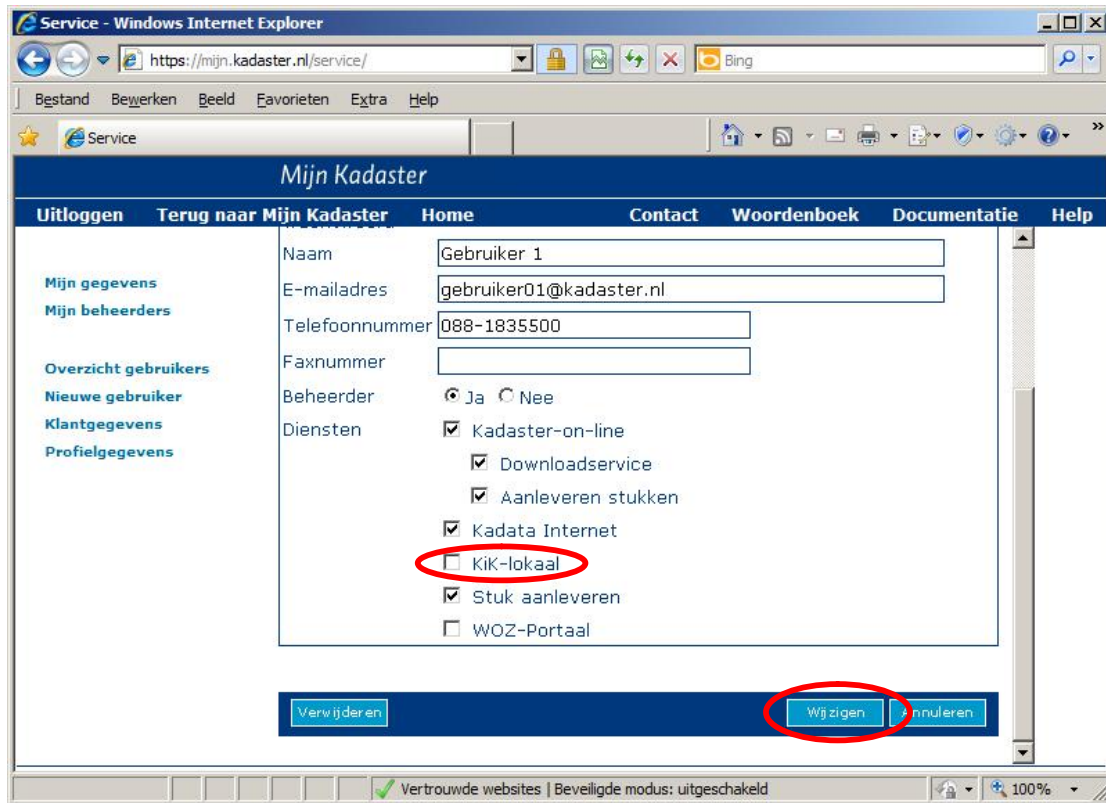 Service - Windows Internet Explorer
https://mijn.kadaster.nl/service/
Bing
Bestand Bewerken Beeld Favorieten Extra Help
Service
»
Mijn Kadaster
Uitloggen Terug naar Mijn Kadaster Home Contact Woordenboek Documentatie Help
Mijn gegevens
Mijn beheerders
Overzicht gebruikers
Nieuwe gebruiker
Klantgegevens
Profielgegevens
Naam Gebruiker 1
E-mailadres gebruiker01@kadaster.nl
Telefoonnummer 088-1835500
Faxnummer
Beheerder Ja Nee
Diensten Kadaster-on-line
Downloadservice
Aanleveren stukken
Kadata Internet
KiK-lokaal
Stuk aanleveren
WOZ-Portaal
Verwijderen Wijzigen Annuleren
Vertrouwde websites | Beveiligde modus: uitgeschakeld 100%